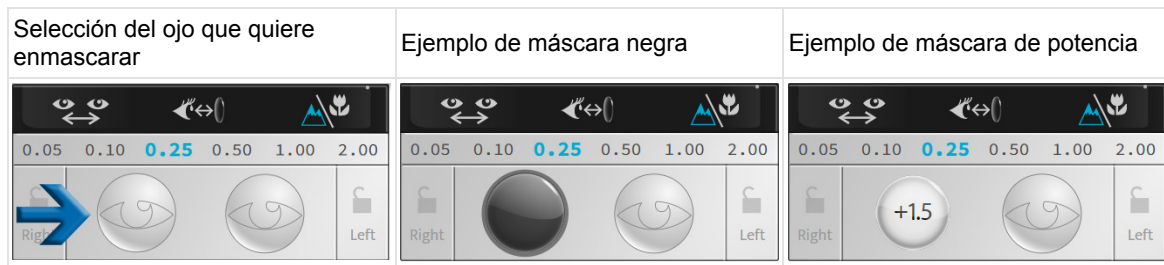 Selección del ojo que quiere
enmascarar
Ejemplo de máscara negra
Ejemplo de máscara de potencia
0.05 0.10 0.25 0.50 1.00 2.00
Right
Left
0.05 0.10 0.25 0.50 1.00 2.00
Right
Left
0.05 0.10 0.25 0.50 1.00 2.00
+1.5
Right
Left